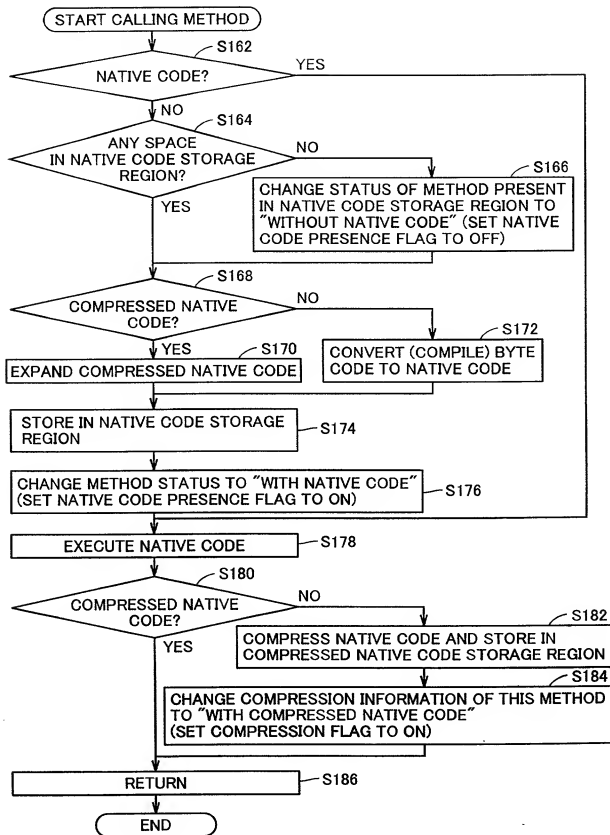 START CALLING METHOD
S162
NATIVE CODE?
YES
NO
S164
ANY SPACE
IN NATIVE CODE STORAGE
REGION?
NO
YES
S166
CHANGE STATUS OF METHOD PRESENT
IN NATIVE CODE STORAGE REGION TO
"WITHOUT NATIVE CODE" (SET NATIVE
CODE PRESENCE FLAG TO OFF)
S168
COMPRESSED NATIVE
CODE?
NO
YES
S170
EXPAND COMPRESSED NATIVE CODE
S172
CONVERT (COMPILE) BYTE
CODE TO NATIVE CODE
STORE IN NATIVE CODE STORAGE
REGION
S174
CHANGE METHOD STATUS TO "WITH NATIVE CODE"
(SET NATIVE CODE PRESENCE FLAG TO ON)
S176
EXECUTE NATIVE CODE
S178
S180
COMPRESSED NATIVE
CODE?
NO
YES
S182
COMPRESS NATIVE CODE AND STORE IN
COMPRESSED NATIVE CODE STORAGE REGION
S184
CHANGE COMPRESSION INFORMATION OF THIS METHOD
TO "WITH COMPRESSED NATIVE CODE"
(SET COMPRESSION FLAG TO ON)
RETURN
S186
END